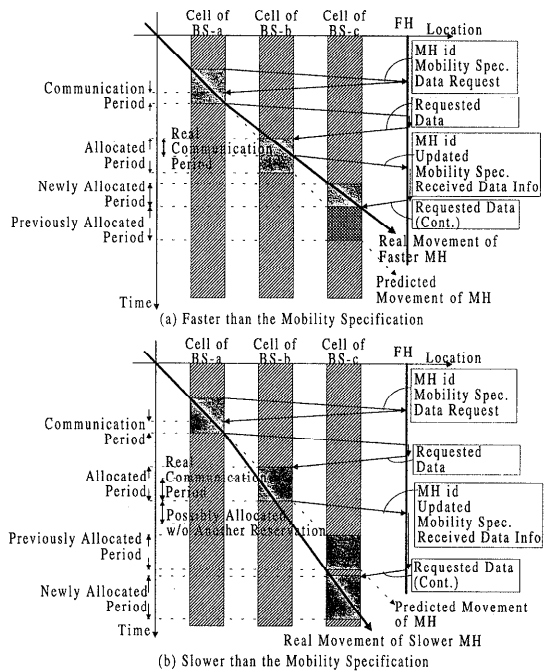 Cell of
BS-a
Cell of
BS-b
Cell of
BS-c
FH
Location
MH id
Mobility Spec.
Data Request
Communication
Period
Requested
Data
Real
Communication
Period
Allocated
Period
MH id
Updated
Mobility Spec.
Received Data Info
Newly Allocated
Period
Requested Data
(Cont.)
Previously Allocated
Period
Real Movement of
Faster MH
Predicted
Movement of MH
Time
(a) Faster than the Mobility Specification
Cell of
BS-a
Cell of
BS-b
Cell of
BS-c
FH
Location
MH id
Mobility Spec.
Data Request
Communication
Period
Requested
Data
Real
Communication
Period
Allocated
Period
MH id
Updated
Mobility Spec.
Received Data Info
Possibly Allocated
w/o Another Reservation
Previously Allocated
Period
Requested Data
(Cont.)
Newly Allocated
Period
Predicted Movement
of MH
Time
Real Movement of Slower MH
(b) Slower than the Mobility Specification